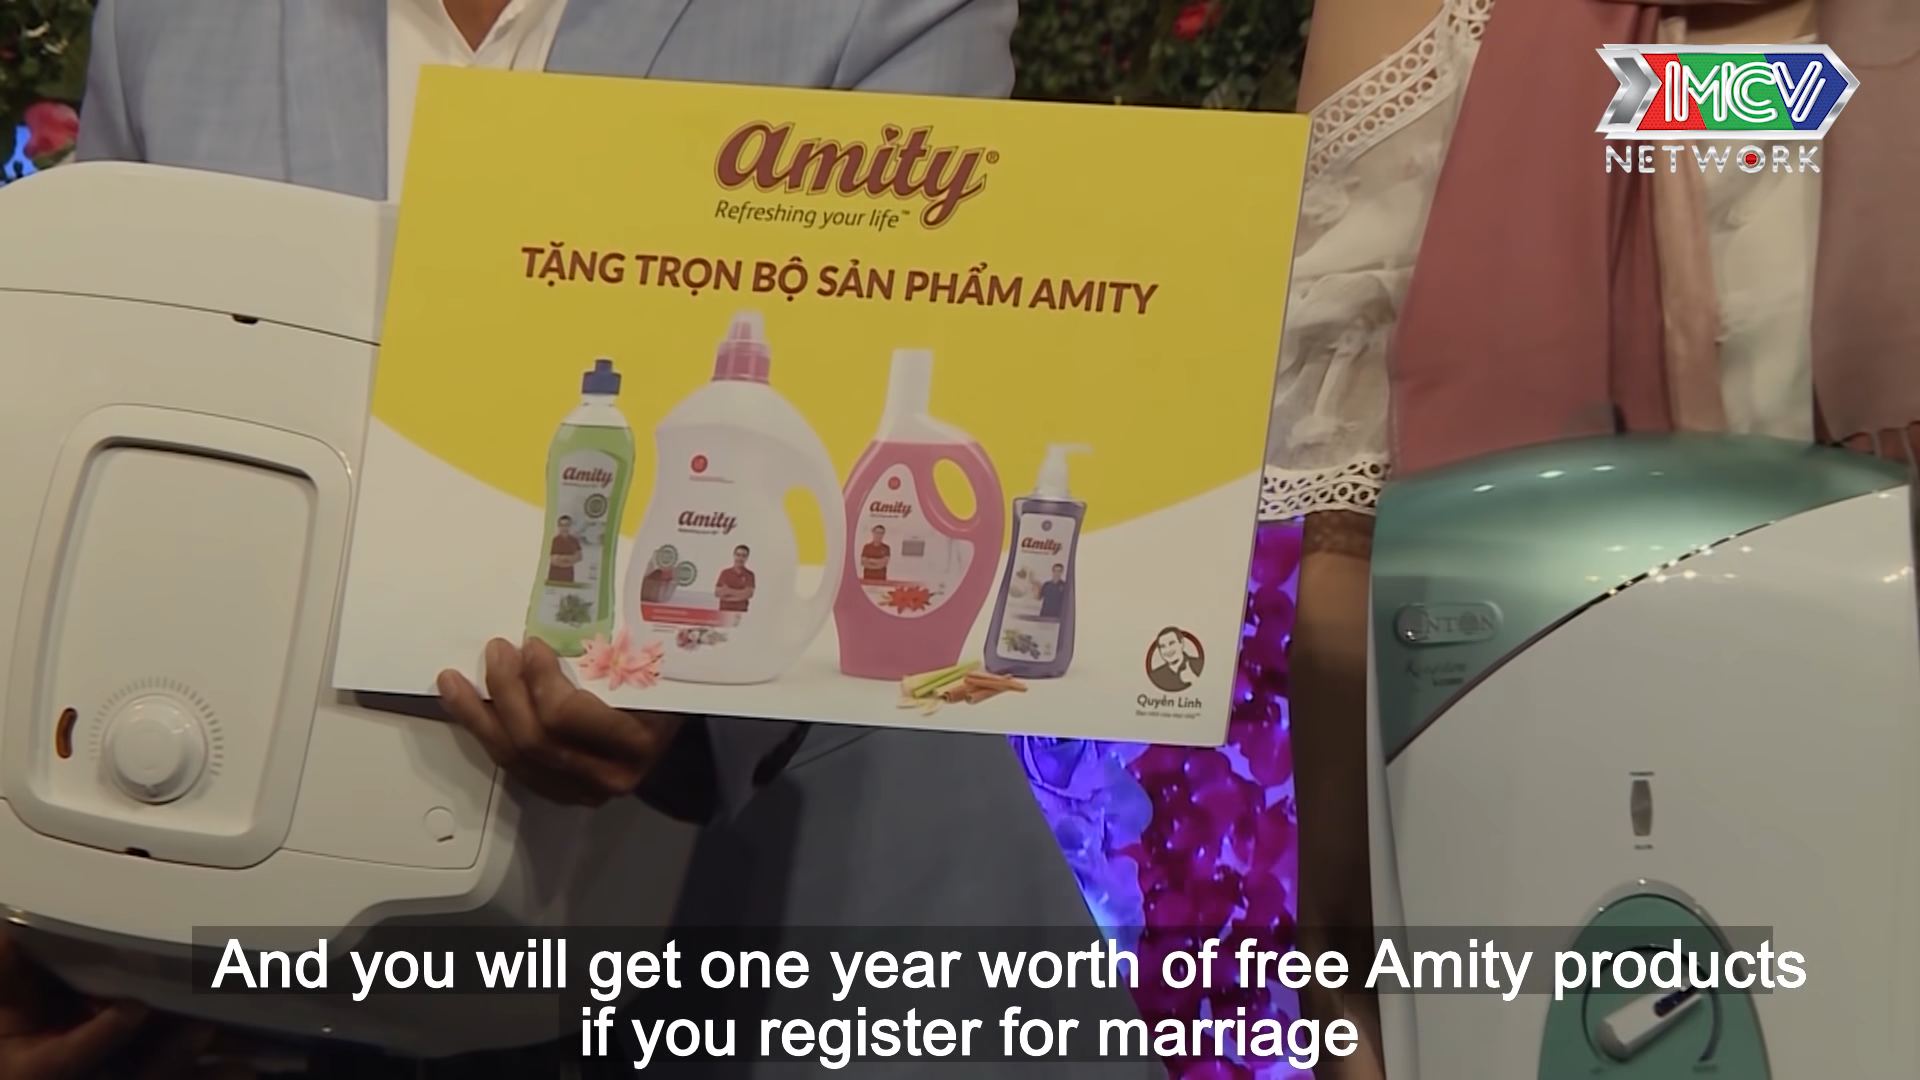 MCV
NETWORK
amity®
Refreshing your life™
TẶNG TRỌN BỘ SẢN PHẨM AMITY
amity
amity
amity
amity
Quyền Linh
And you will get one year worth of free Amity products
if you register for marriage